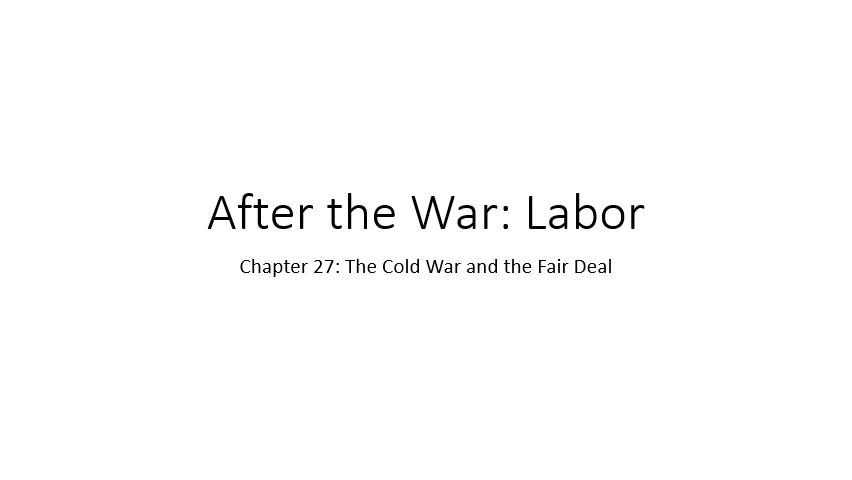 After the War: Labor
Chapter 27: The Cold War and the Fair Deal